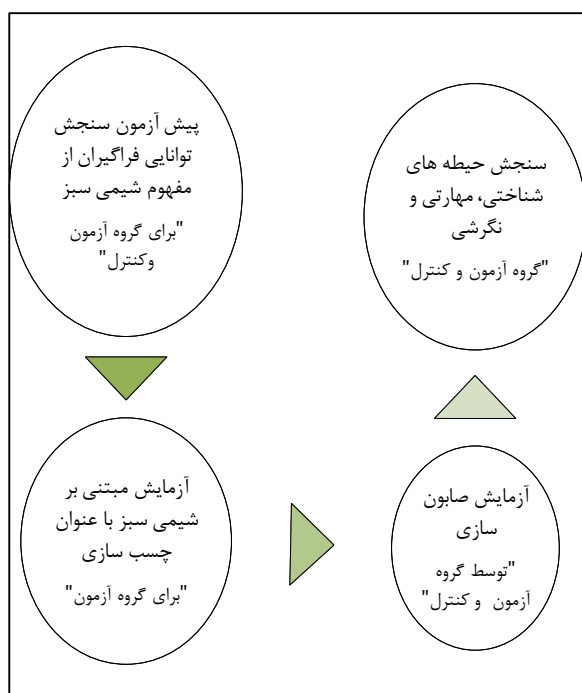 پیش آزمون سنجش
توانایی فراگیران از
مفهوم شیمی سبز
"برای گروه آزمون
وکنترل"
آزمایش مبتنی بر
شیمی سبز با عنوان
چسب سازی
"برای گروه آزمون"
آزمایش صابون
سازی
"توسط گروه
آزمون و کنترل"
سنجش حیطه های
شناختی، مهارتی و
نگرشی
"گروه آزمون و کنترل"